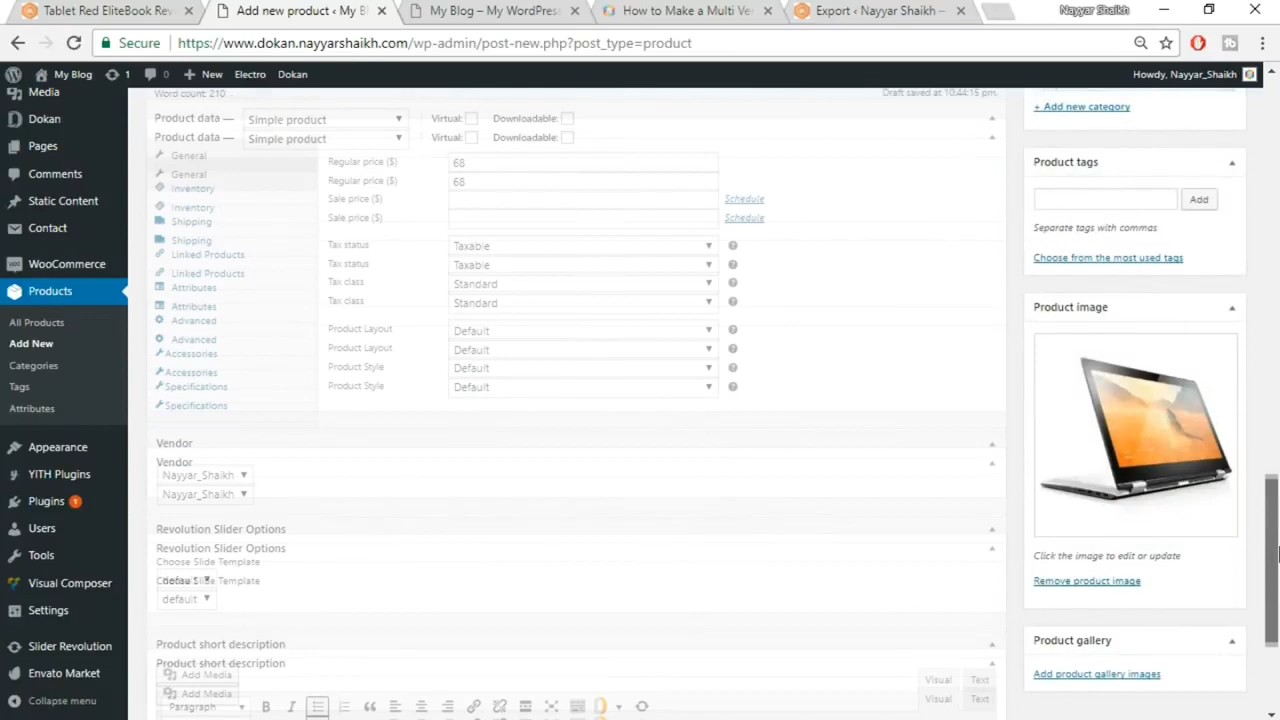 Tablet Red EliteBook Rev
Add new product ‹ My Bl
My Blog – My WordPress
How to Make a Multi Ve
Export ‹ Nayyar Shaikh —
Nayyar Shaikh
Secure
https://www.dokan.nayyarshaikh.com/wp-admin/post-new.php?post_type=product
My Blog
1
0
New
Electro
Dokan
Howdy, Nayyar_Shaikh
Media
Dokan
Pages
Comments
Static Content
Contact
WooCommerce
Products
All Products
Add New
Categories
Tags
Attributes
Appearance
YITH Plugins
Plugins 1
Users
Tools
Visual Composer
Settings
Slider Revolution
Envato Market
Collapse menu
Word count: 210
Draft saved at 10:44:15 pm.
Product data — Simple product Virtual: Downloadable:
Product data — Simple product Virtual: Downloadable:
General
General
Inventory
Inventory
Shipping
Shipping
Linked Products
Linked Products
Attributes
Attributes
Advanced
Advanced
Accessories
Accessories
Specifications
Specifications
Regular price ($) 68
Regular price ($) 68
Sale price ($) Schedule
Sale price ($) Schedule
Tax status Taxable
Tax status Taxable
Tax class Standard
Tax class Standard
Product Layout Default
Product Layout Default
Product Style Default
Product Style Default
Vendor
Vendor
Nayyar_Shaikh
Nayyar_Shaikh
Revolution Slider Options
Revolution Slider Options
Choose Slide Template
Choose Slide Template
default
default
Product short description
Product short description
Add Media
Add Media
Visual Text
Visual Text
Paragraph
B I
+ Add new category
Product tags
Add
Separate tags with commas
Choose from the most used tags
Product image
Click the image to edit or update
Remove product image
Product gallery
Add product gallery images